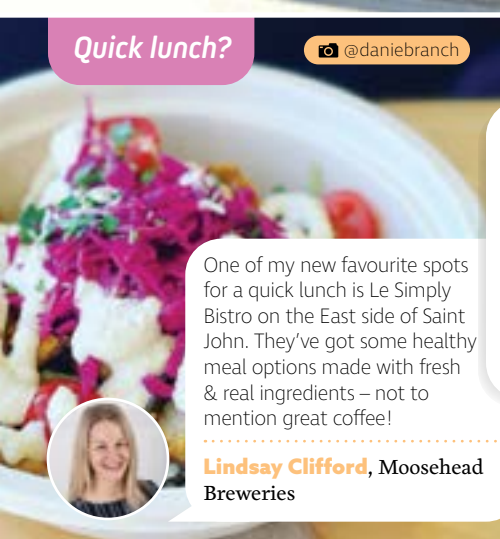 Quick lunch?
@daniebranch
One of my new favourite spots
for a quick lunch is Le Simply
Bistro on the East side of Saint
John. They've got some healthy
meal options made with fresh
& real ingredients – not to
mention great coffee!
Lindsay Clifford, Moosehead
Breweries